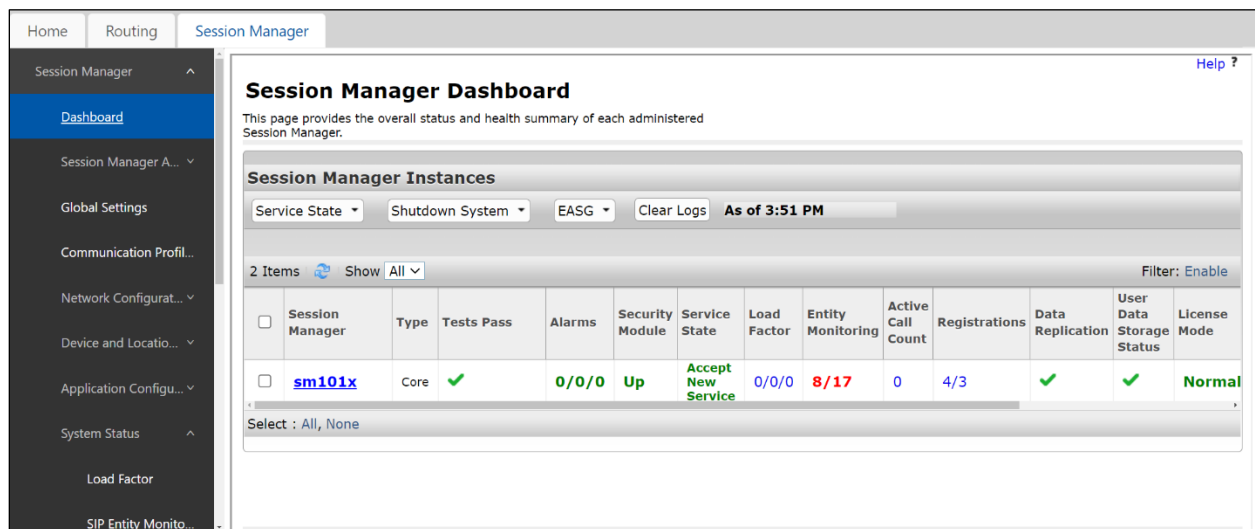 Home Routing Session Manager
Session Manager
Dashboard
Session Manager A...
Global Settings
Communication Profil...
Network Configurat...
Device and Locatio...
Application Configu...
System Status
Load Factor
SIP Entity Monito...
Help ?
Session Manager Dashboard
This page provides the overall status and health summary of each administered
Session Manager.
Session Manager Instances
Service State Shutdown System EASG Clear Logs As of 3:51 PM
2 Items Show All Filter: Enable
Session Manager Type Tests Pass Alarms Security Module Service State Load Factor Entity Monitoring Active Call Count Registrations Data Replication User Data Storage Status License Mode
sm101x Core 0/0/0 Up Accept New Service 0/0/0 8/17 0 4/3 Normal
Select : All, None